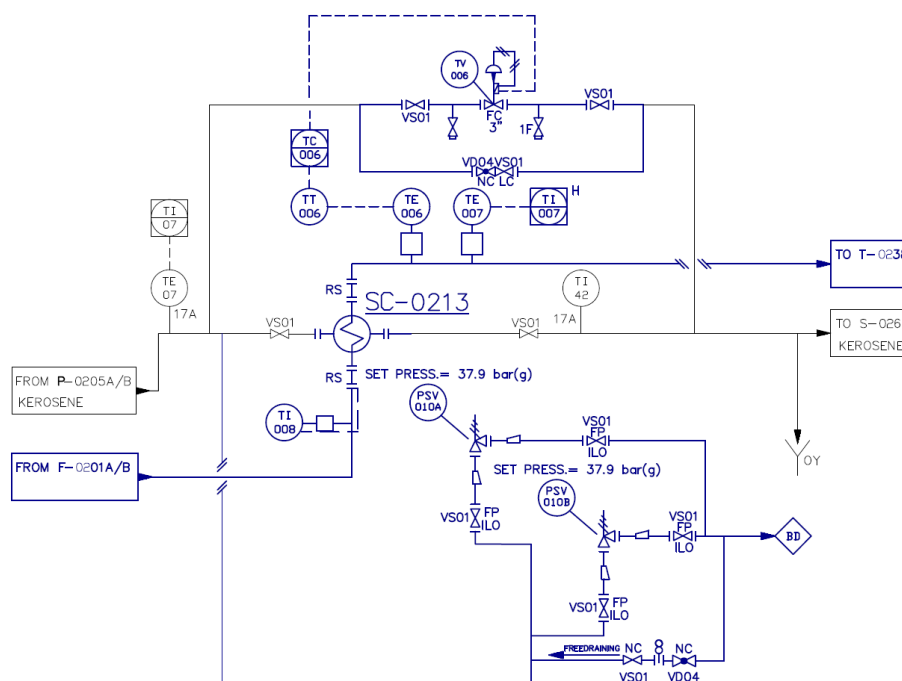 TV
006
VS01
VS01
FC
3"
1F
VD04
VS01
NC
LC
TC
006
TT
006
TE
006
TE
007
TI
007
H
TI
07
TE
07
17A
RS
SC-0213
TI
42
17A
TO T-0238
VS01
VS01
TO S-026
KEROSENE
FROM P-0205A/B
KEROSENE
RS
SET PRESS.= 37.9 bar(g)
TI
008
PSV
010A
VS01
FP
ILO
FROM F-0201A/B
SET PRESS.= 37.9 bar(g)
OY
PSV
010B
VS01
FP
ILO
VS01
FP
ILO
BD
VS01
FP
ILO
FREEDRAINING
NC
8
NC
VS01
VD04